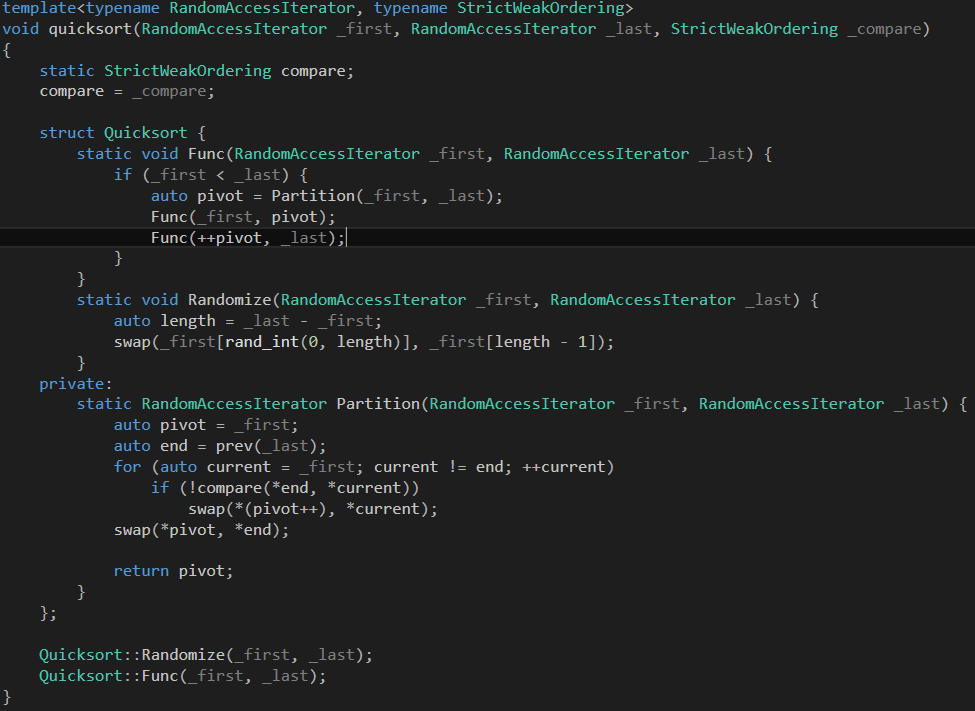 template<typename RandomAccessIterator, typename StrictWeakOrdering>
void quicksort(RandomAccessIterator _first, RandomAccessIterator _last, StrictWeakOrdering _compare)
{
    static StrictWeakOrdering compare;
    compare = _compare;

    struct Quicksort {
        static void Func(RandomAccessIterator _first, RandomAccessIterator _last) {
            if (_first < _last) {
                auto pivot = Partition(_first, _last);
                Func(_first, pivot);
                Func(++pivot, _last);
            }
        }
        static void Randomize(RandomAccessIterator _first, RandomAccessIterator _last) {
            auto length = _last - _first;
            swap(_first[rand_int(0, length)], _first[length - 1]);
        }
    private:
        static RandomAccessIterator Partition(RandomAccessIterator _first, RandomAccessIterator _last) {
            auto pivot = _first;
            auto end = prev(_last);
            for (auto current = _first; current != end; ++current)
                if (!compare(*end, *current))
                    swap(*(pivot++), *current);
            swap(*pivot, *end);

            return pivot;
        }
    };

    Quicksort::Randomize(_first, _last);
    Quicksort::Func(_first, _last);
}